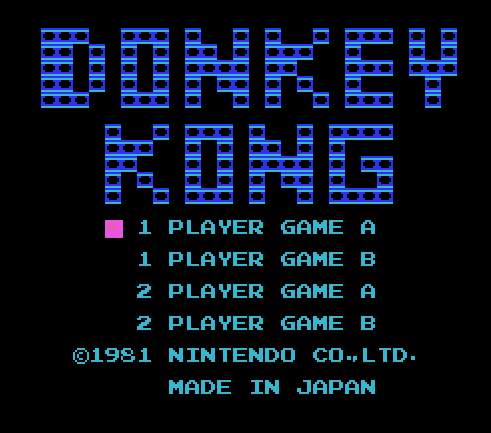 DONKEY
KONG
1 PLAYER GAME A
1 PLAYER GAME B
2 PLAYER GAME A
2 PLAYER GAME B
©1981 NINTENDO CO.,LTD.
MADE IN JAPAN